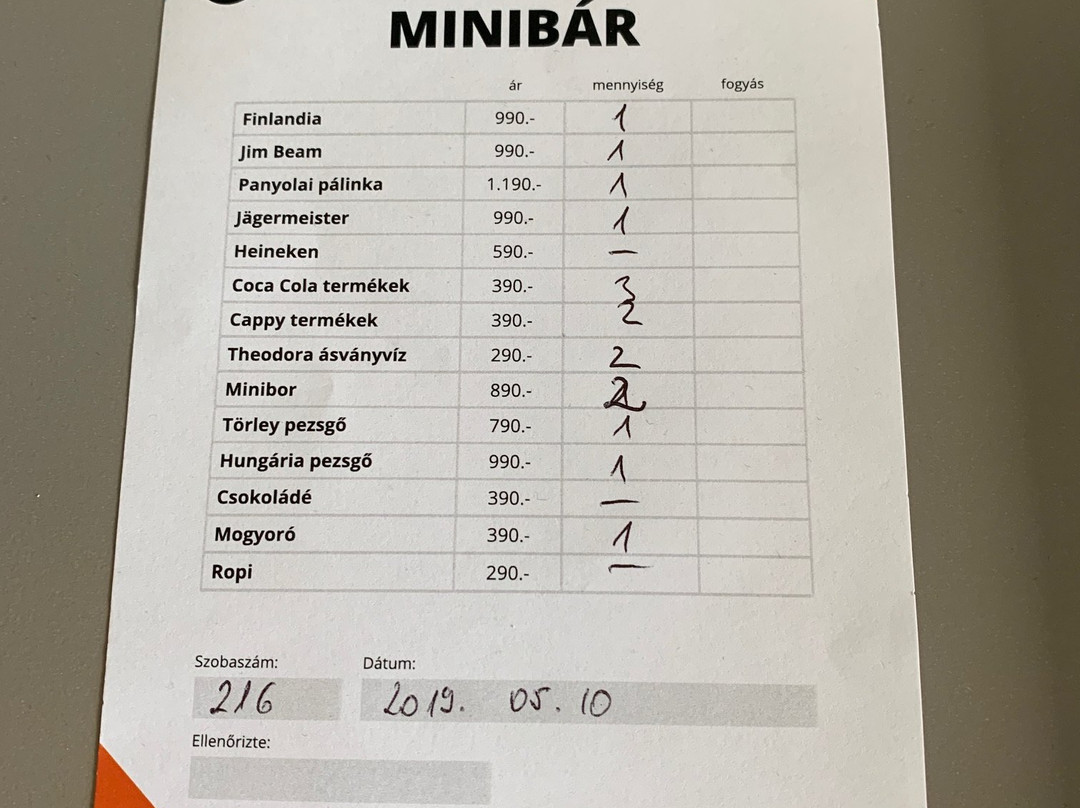 MINIBÁR
ár mennyiség fogyás
Finlandia 990.- 1
Jim Beam 990.- 1
Panyolai pálinka 1.190.- 1
Jägermeister 990.- 1
Heineken 590.- —
Coca Cola termékek 390.- 3
Cappy termékek 390.- 2
Theodora ásványvíz 290.- 2
Minibor 890.- 2
Törley pezsgő 790.- 1
Hungária pezsgő 990.- 1
Csokoládé 390.- —
Mogyoró 390.- 1
Ropi 290.- —
Szobaszám: Dátum:
216 2019. 05. 10
Ellenőrizte: